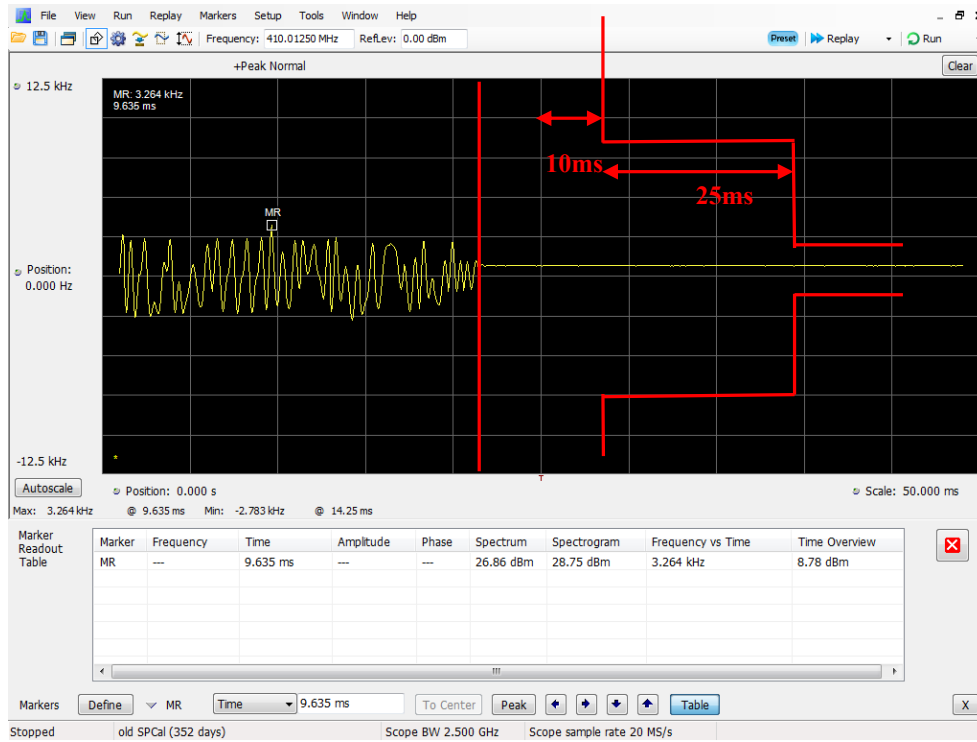 File View Run Replay Markers Setup Tools Window Help
Frequency: 410.01250 MHz RefLev: 0.00 dBm Preset Replay Run
+Peak Normal Clear
12.5 kHz
MR: 3.264 kHz
9.635 ms
10ms
25ms
MR
Position:
0.000 Hz
-12.5 kHz
*
T
Autoscale Position: 0.000 s Scale: 50.000 ms
Max: 3.264 kHz @ 9.635 ms Min: -2.783 kHz @ 14.25 ms
Marker
Readout
Table
Marker Frequency Time Amplitude Phase Spectrum Spectrogram Frequency vs Time Time Overview
MR --- 9.635 ms --- --- 26.86 dBm 28.75 dBm 3.264 kHz 8.78 dBm
Markers Define MR Time 9.635 ms To Center Peak Table X
Stopped old SPCal (352 days) Scope BW 2.500 GHz Scope sample rate 20 MS/s